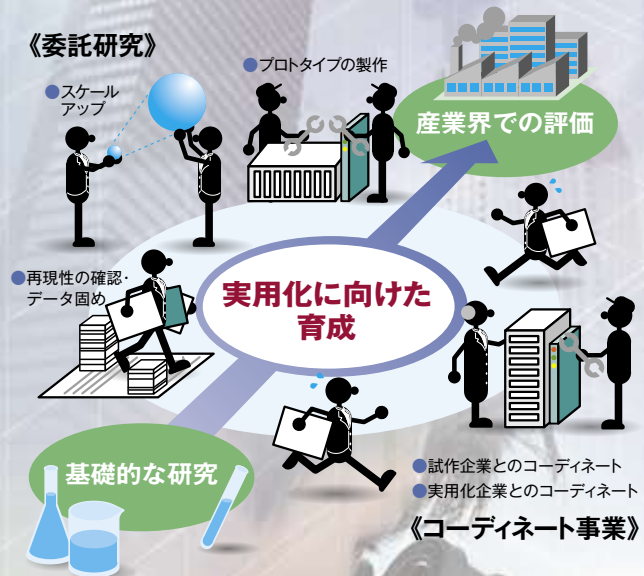 《委託研究》
●スケール
アップ
●プロトタイプの製作
産業界での評価
●再現性の確認・
データ固め
実用化に向けた
育成
基礎的な研究
●試作企業とのコーディネート
●実用化企業とのコーディネート
《コーディネート事業》